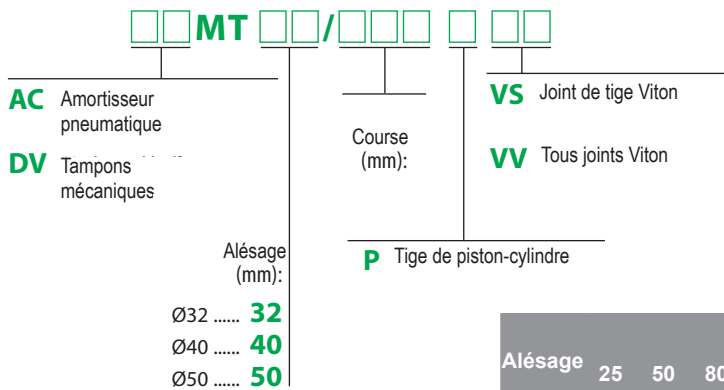 □□MT □□/□□□ □ □□
AC Amortisseur
pneumatique
DV Tampons
mécaniques
Alésage
(mm):
Ø32 ...... 32
Ø40 ...... 40
Ø50 ...... 50
Course
(mm):
P Tige de piston-cylindre
VS Joint de tige Viton
VV Tous joints Viton
Alésage 25 50 80